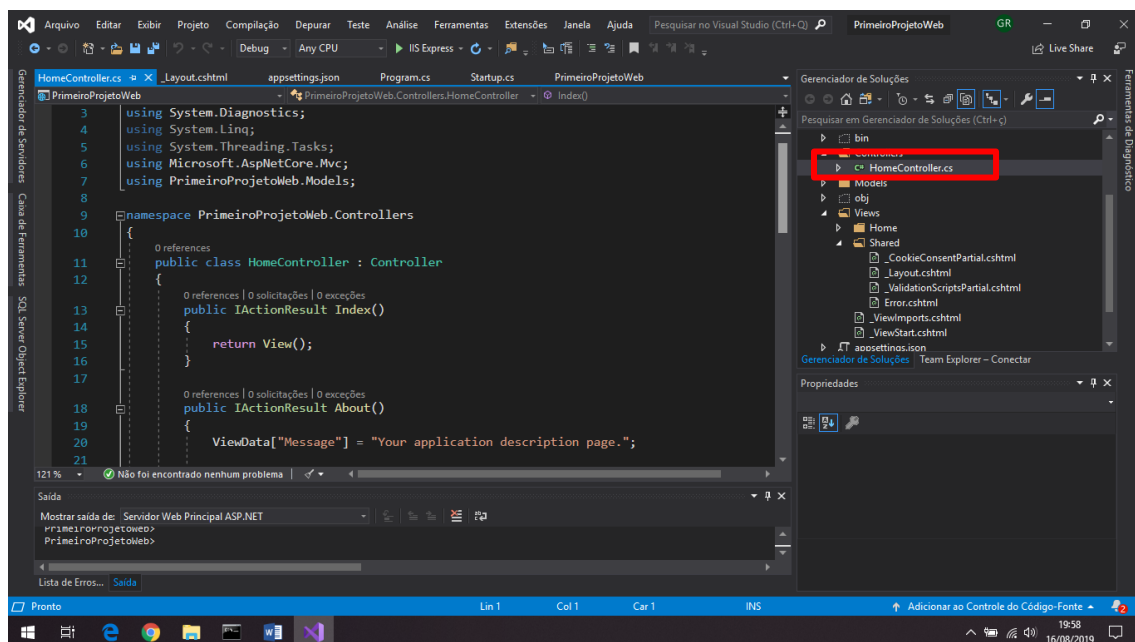 Arquivo Editar Exibir Projeto Compilação Depurar Teste Análise Ferramentas Extensões Janela Ajuda Pesquisar no Visual Studio (Ctrl+Q) PrimeiroProjetoWeb GR
Debug Any CPU IIS Express Live Share
HomeController.cs _Layout.cshtml appsettings.json Program.cs Startup.cs PrimeiroProjetoWeb
PrimeiroProjetoWeb PrimeiroProjetoWeb.Controllers.HomeController Index()
3 using System.Diagnostics;
4 using System.Linq;
5 using System.Threading.Tasks;
6 using Microsoft.AspNetCore.Mvc;
7 using PrimeiroProjetoWeb.Models;
8
9 namespace PrimeiroProjetoWeb.Controllers
10 {
0 references
11 public class HomeController : Controller
12 {
0 references | 0 solicitações | 0 exceções
13 public IActionResult Index()
14 {
15 return View();
16 }
17
0 references | 0 solicitações | 0 exceções
18 public IActionResult About()
19 {
20 ViewData["Message"] = "Your application description page.";
21
121 % Não foi encontrado nenhum problema
Saída
Mostrar saída de: Servidor Web Principal ASP.NET
PrimeiroProjetoWeb>
PrimeiroProjetoWeb>
Lista de Erros... Saída
Gerenciador de Servidores
Caixa de Ferramentas
SQL Server Object Explorer
Gerenciador de Soluções
Pesquisar em Gerenciador de Soluções (Ctrl+ç)
bin
Controllers
HomeController.cs
Models
obj
Views
Home
Shared
_CookieConsentPartial.cshtml
_Layout.cshtml
_ValidationScriptsPartial.cshtml
Error.cshtml
_ViewImports.cshtml
_ViewStart.cshtml
appsettings.json
Gerenciador de Soluções Team Explorer – Conectar
Propriedades
Ferramentas de Diagnóstico
Pronto Lin 1 Col 1 Car 1 INS Adicionar ao Controle do Código-Fonte 2
19:58
16/08/2019